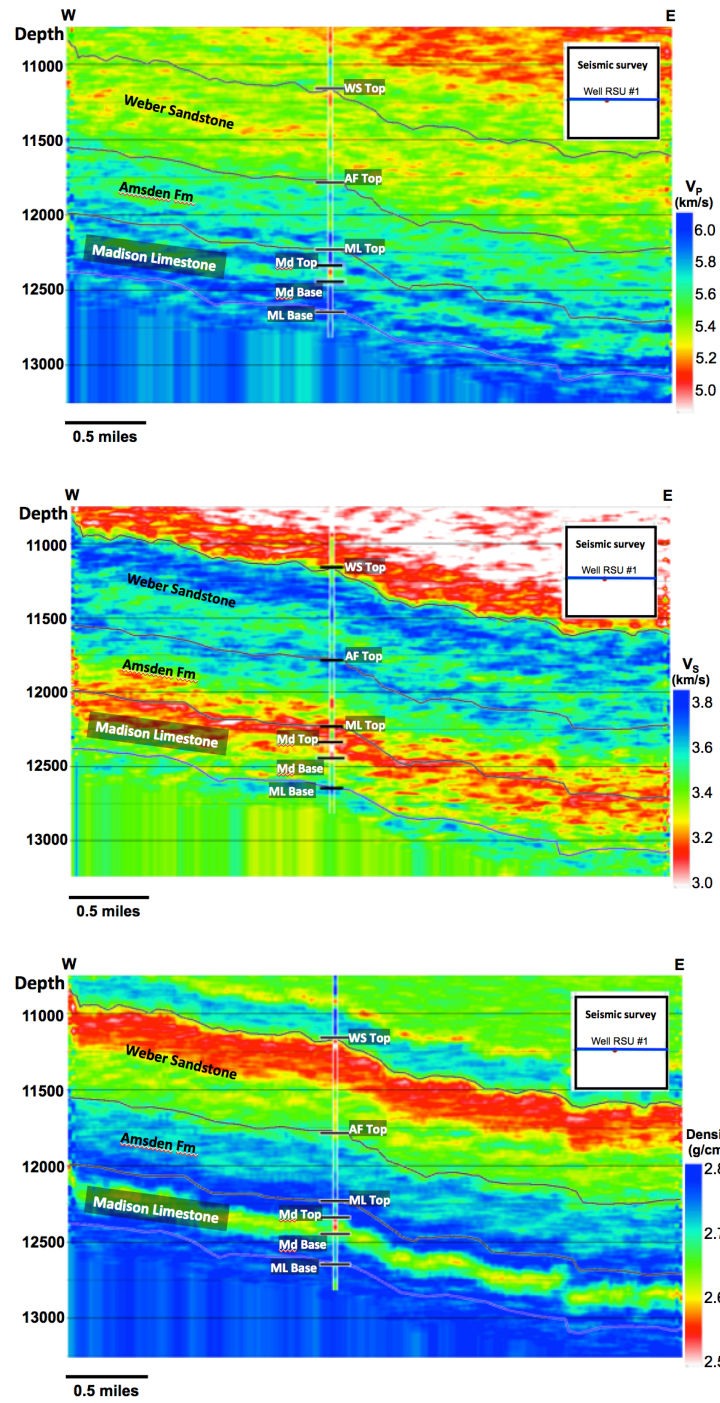 W
E
Depth
11000
11500
12000
12500
13000
WS Top
Weber Sandstone
AF Top
Amsden Fm
ML Top
Madison Limestone
Md Top
Md Base
ML Base
Seismic survey
Well RSU #1
VP
(km/s)
6.0
5.8
5.6
5.4
5.2
5.0
0.5 miles
W
E
Depth
11000
11500
12000
12500
13000
WS Top
Weber Sandstone
AF Top
Amsden Fm
ML Top
Madison Limestone
Md Top
Md Base
ML Base
Seismic survey
Well RSU #1
VS
(km/s)
3.8
3.6
3.4
3.2
3.0
0.5 miles
W
E
Depth
11000
11500
12000
12500
13000
WS Top
Weber Sandstone
AF Top
Amsden Fm
ML Top
Madison Limestone
Md Top
Md Base
ML Base
Seismic survey
Well RSU #1
Densi
(g/cm
2.8
2.7
2.6
2.5
0.5 miles